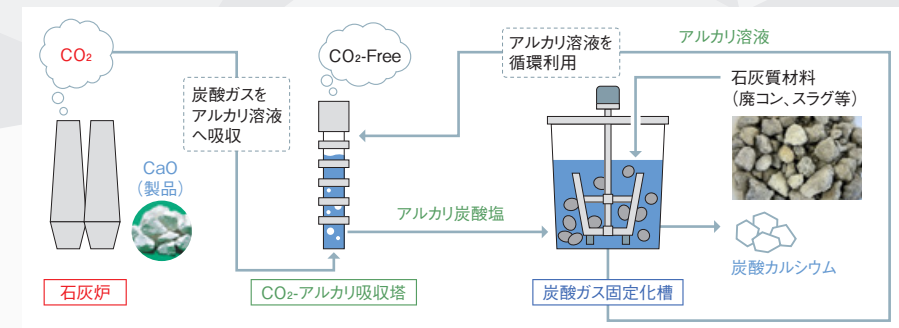 CO₂
炭酸ガスを
アルカリ溶液
へ吸収
CaO
（製品）
石灰炉
CO₂-Free
CO₂-アルカリ吸収塔
アルカリ炭酸塩
アルカリ溶液を
循環利用
アルカリ溶液
石灰質材料
（廃コン、スラグ等）
炭酸カルシウム
炭酸ガス固定化槽